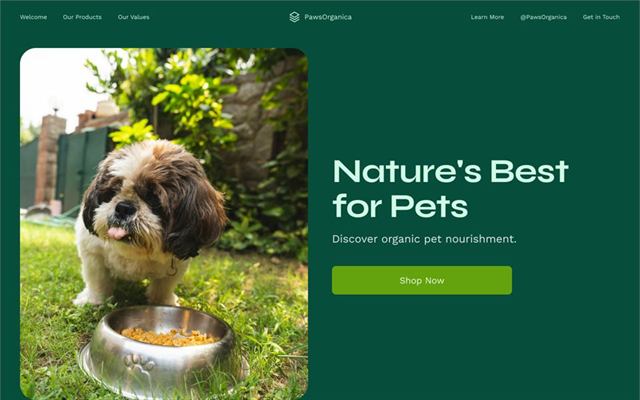 Welcome
Our Products
Our Values
PawsOrganica
Learn More
@PawsOrganica
Get in Touch
Nature's Best
for Pets
Discover organic pet nourishment.
Shop Now